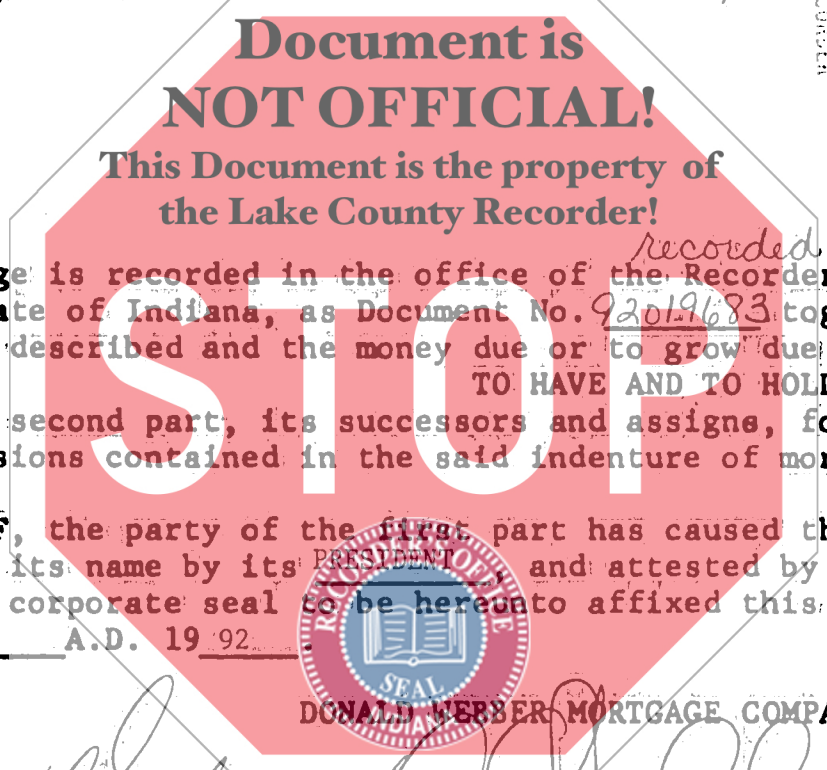 Document is
NOT OFFICIAL!
This Document is the property of
the Lake County Recorder!
recorded
ge is recorded in the office of the Recorder
ate of Indiana, as Document No. 92019683 tog
described and the money due or to grow due
TO HAVE AND TO HOLD
second part, its successors and assigns, fo
sions contained in the said indenture of mor
STOP
, the party of the first part has caused th
its name by its PRESIDENT , and attested by
corporate seal to be hereunto affixed this
A.D. 19 92 .
RECORDER'S OFFICE
SEAL
INDIANA
DONALD WEBBER MORTGAGE COMPA